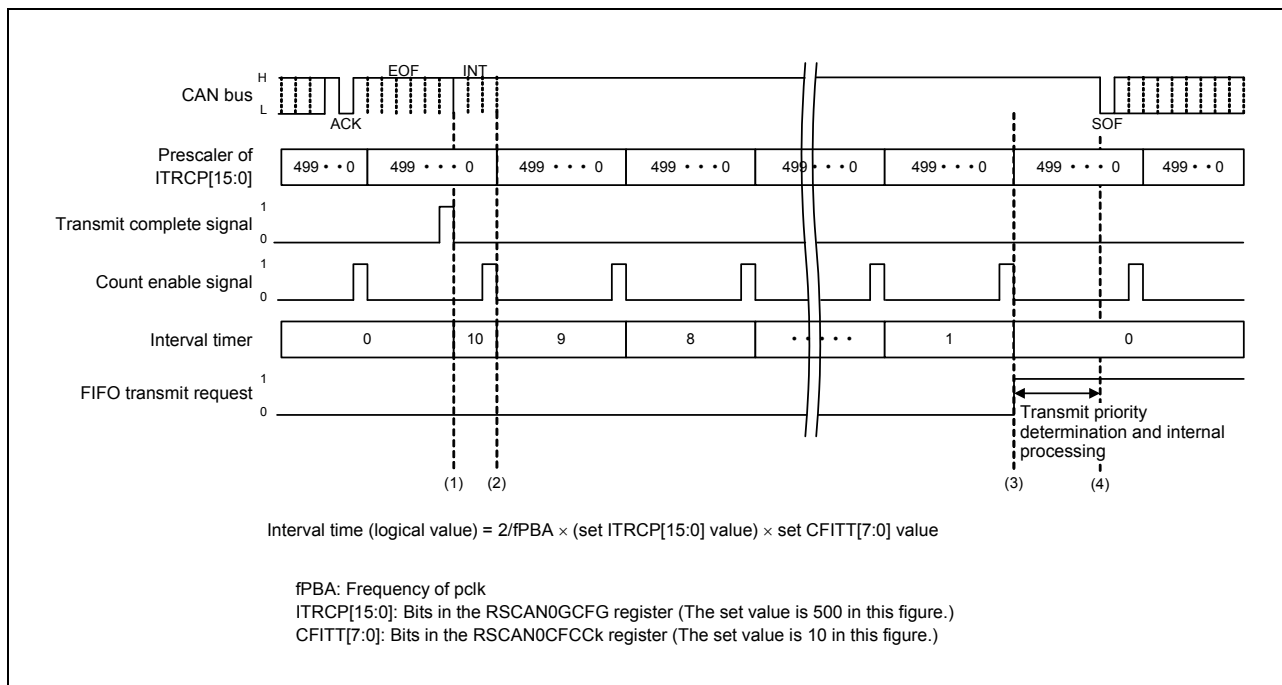 EOF INT
H
CAN bus
L
ACK SOF
Prescaler of
ITRCP[15:0]
499・・0 499・・・0 499・・・0 499・・・0 499・・・0 499・・・0 499・・・0 499・・0
1
Transmit complete signal
0
1
Count enable signal
0
Interval timer 0 10 9 8 ・・・・・ 1 0
1
FIFO transmit request
0
Transmit priority
determination and internal
processing
(1) (2) (3) (4)
Interval time (logical value) = 2/fPBA × (set ITRCP[15:0] value) × set CFITT[7:0] value
fPBA: Frequency of pclk
ITRCP[15:0]: Bits in the RSCAN0GCFG register (The set value is 500 in this figure.)
CFITT[7:0]: Bits in the RSCAN0CFCCk register (The set value is 10 in this figure.)